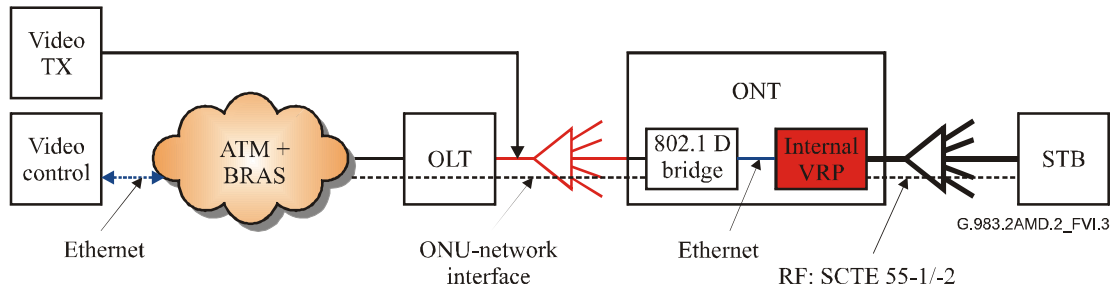 Video
TX
ONT
Video
control
ATM +
BRAS
OLT
802.1 D
bridge
Internal
VRP
STB
G.983.2AMD.2_FVI.3
Ethernet
ONU-network
interface
Ethernet
RF: SCTE 55-1/-2